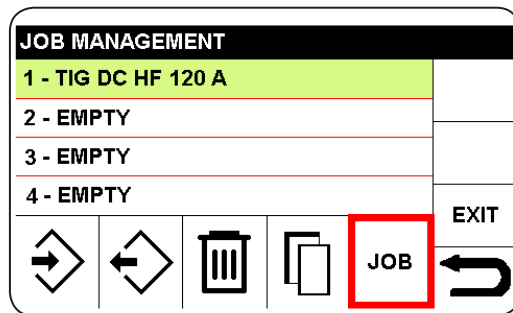 JOB MANAGEMENT
1 - TIG DC HF 120 A
2 - EMPTY
3 - EMPTY
4 - EMPTY
EXIT
JOB